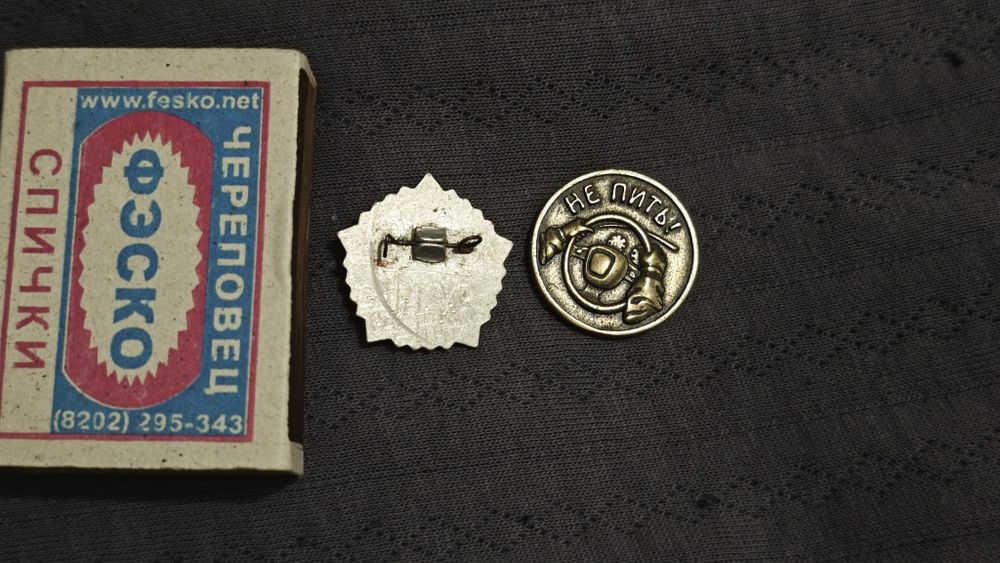 www.fesko.net
СПИЧКИ
ФЭСКО
ЧЕРЕПОВЕЦ
(8202) 295-343
НЕ ПИТЬ!